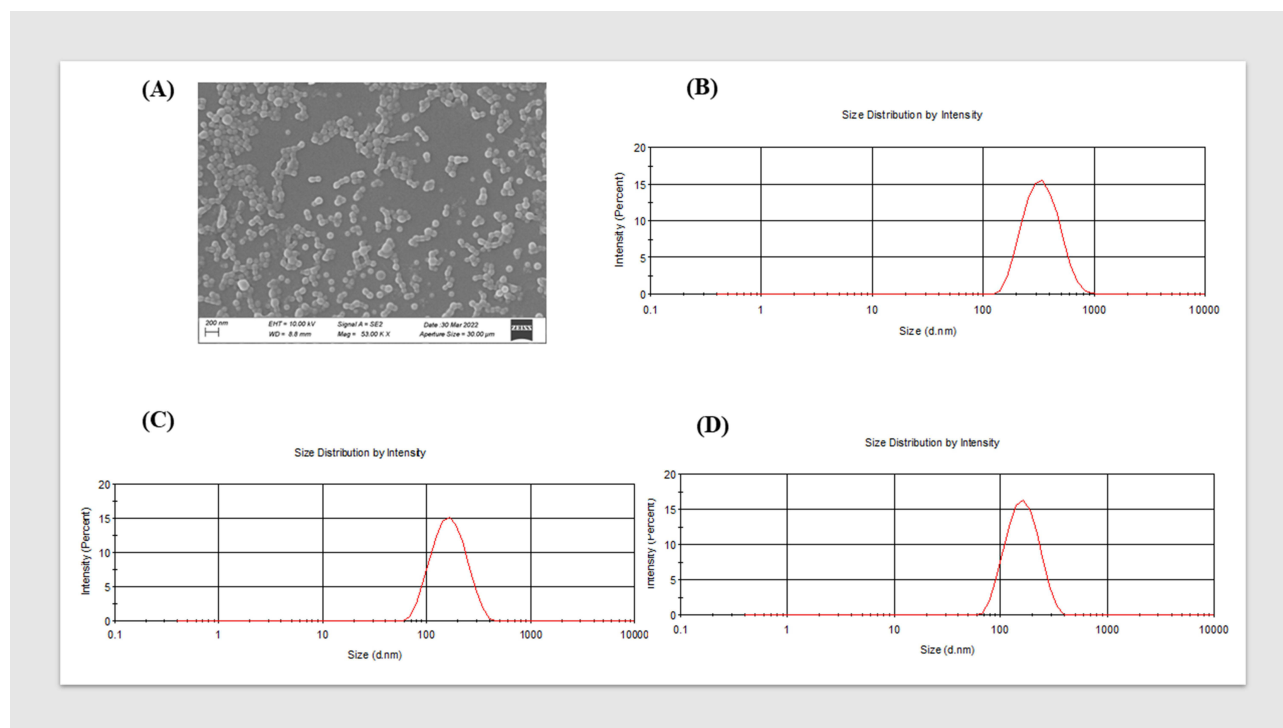 (A)
200 nm
EHT = 10.00 kV
Signal A = SE2
Date :30 Mar 2022
WD = 8.8 mm
Mag = 53.00 K X
Aperture Size = 30.00 µm
ZEISS
(B)
Size Distribution by Intensity
Intensity (Percent)
20
15
10
5
0
0.1 1 10 100 1000 10000
Size (d.nm)
(C)
Size Distribution by Intensity
Intensity (Percent)
20
15
10
5
0
0.1 1 10 100 1000 10000
Size (d.nm)
(D)
Size Distribution by Intensity
Intensity (Percent)
20
15
10
5
0
0.1 1 10 100 1000 10000
Size (d.nm)